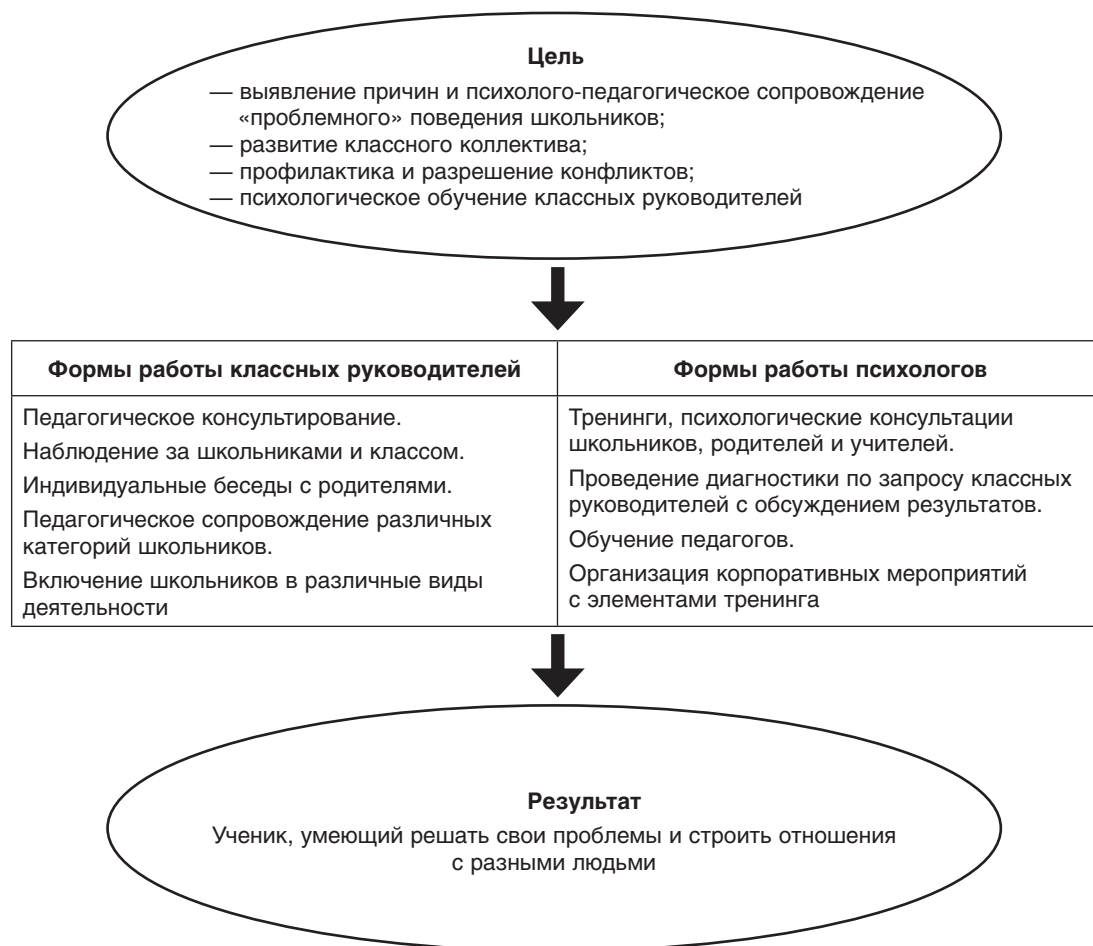 Цель
— выявление причин и психолого-педагогическое сопровождение
«проблемного» поведения школьников;
— развитие классного коллектива;
— профилактика и разрешение конфликтов;
— психологическое обучение классных руководителей
Формы работы классных руководителей
Педагогическое консультирование.
Наблюдение за школьниками и классом.
Индивидуальные беседы с родителями.
Педагогическое сопровождение различных
категорий школьников.
Включение школьников в различные виды
деятельности
Формы работы психологов
Тренинги, психологические консультации
школьников, родителей и учителей.
Проведение диагностики по запросу классных
руководителей с обсуждением результатов.
Обучение педагогов.
Организация корпоративных мероприятий
с элементами тренинга
Результат
Ученик, умеющий решать свои проблемы и строить отношения
с разными людьми